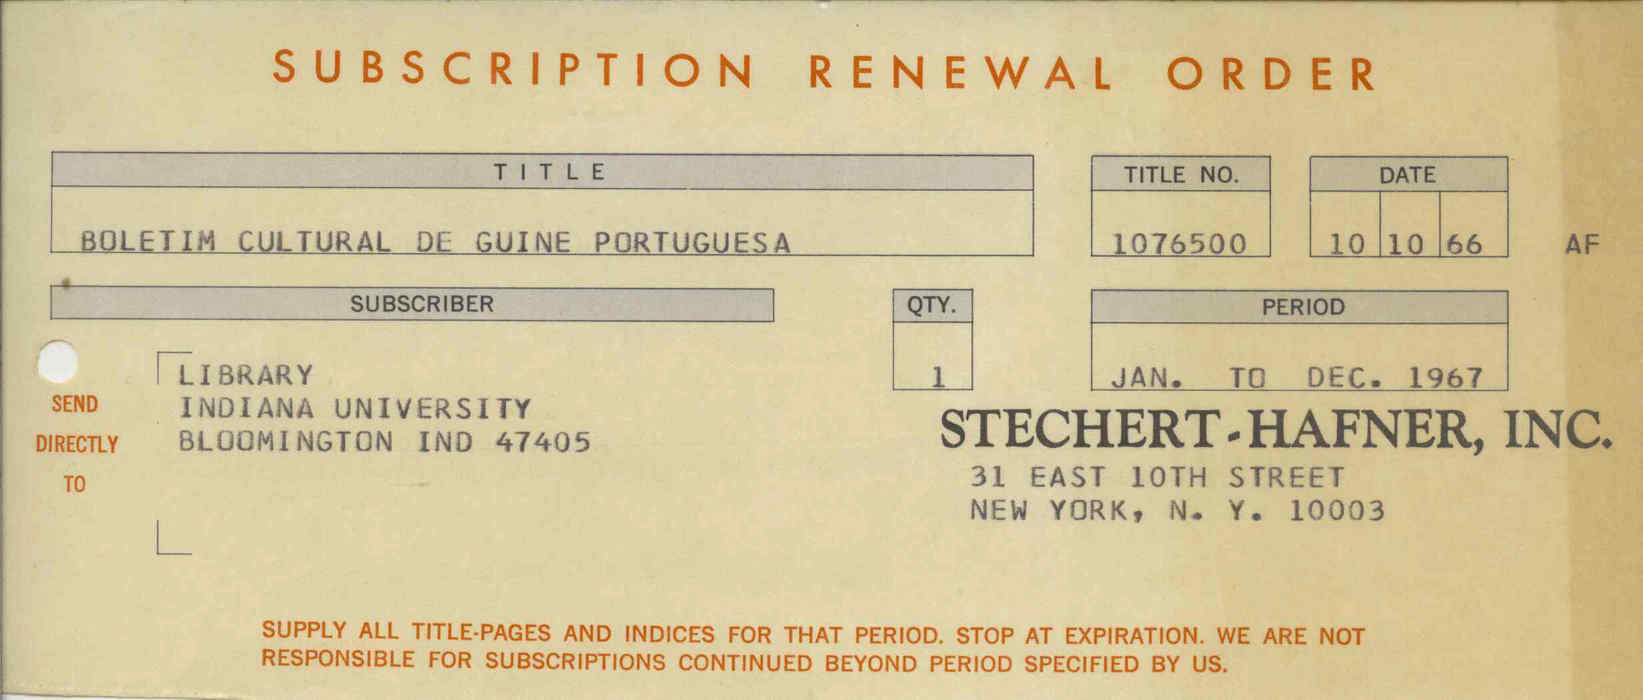 SUBSCRIPTION RENEWAL ORDER
TITLE
BOLETIM CULTURAL DE GUINE PORTUGUESA
TITLE NO.
1076500
DATE
10 10 66
AF
SUBSCRIBER
QTY.
1
PERIOD
JAN. TO DEC. 1967
SEND
DIRECTLY
TO
LIBRARY
INDIANA UNIVERSITY
BLOOMINGTON IND 47405
STECHERT-HAFNER, INC.
31 EAST 10TH STREET
NEW YORK, N. Y. 10003
SUPPLY ALL TITLE-PAGES AND INDICES FOR THAT PERIOD. STOP AT EXPIRATION. WE ARE NOT
RESPONSIBLE FOR SUBSCRIPTIONS CONTINUED BEYOND PERIOD SPECIFIED BY US.